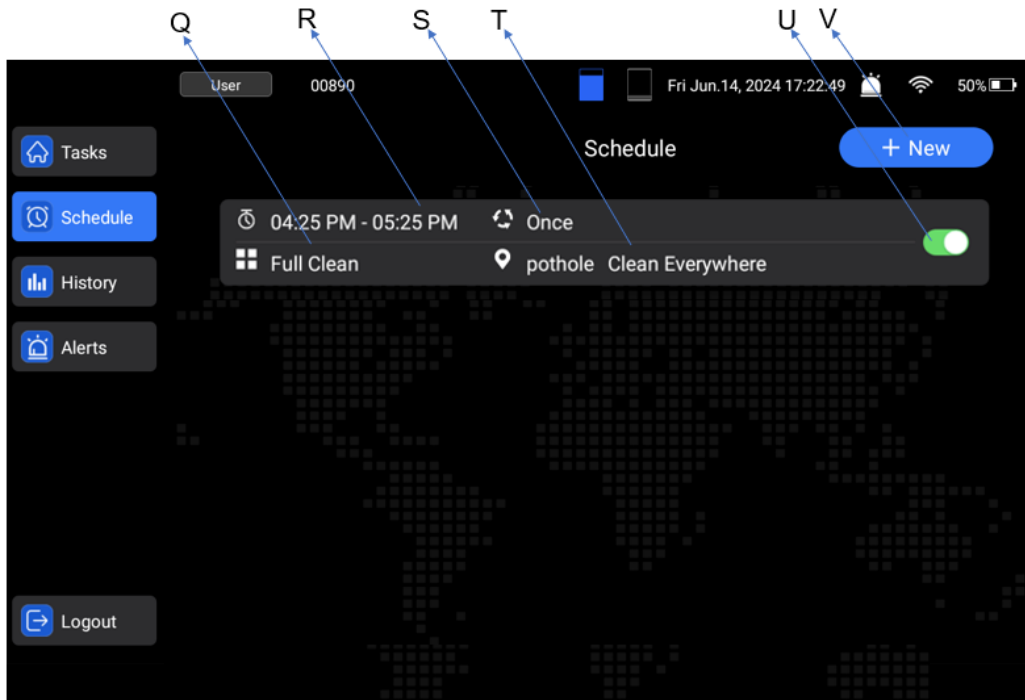 Q R S T U V
User 00890 Fri Jun.14, 2024 17:22:49 50%
Tasks
Schedule
+ New
Schedule
04:25 PM - 05:25 PM Once
Full Clean pothole Clean Everywhere
History
Alerts
Logout